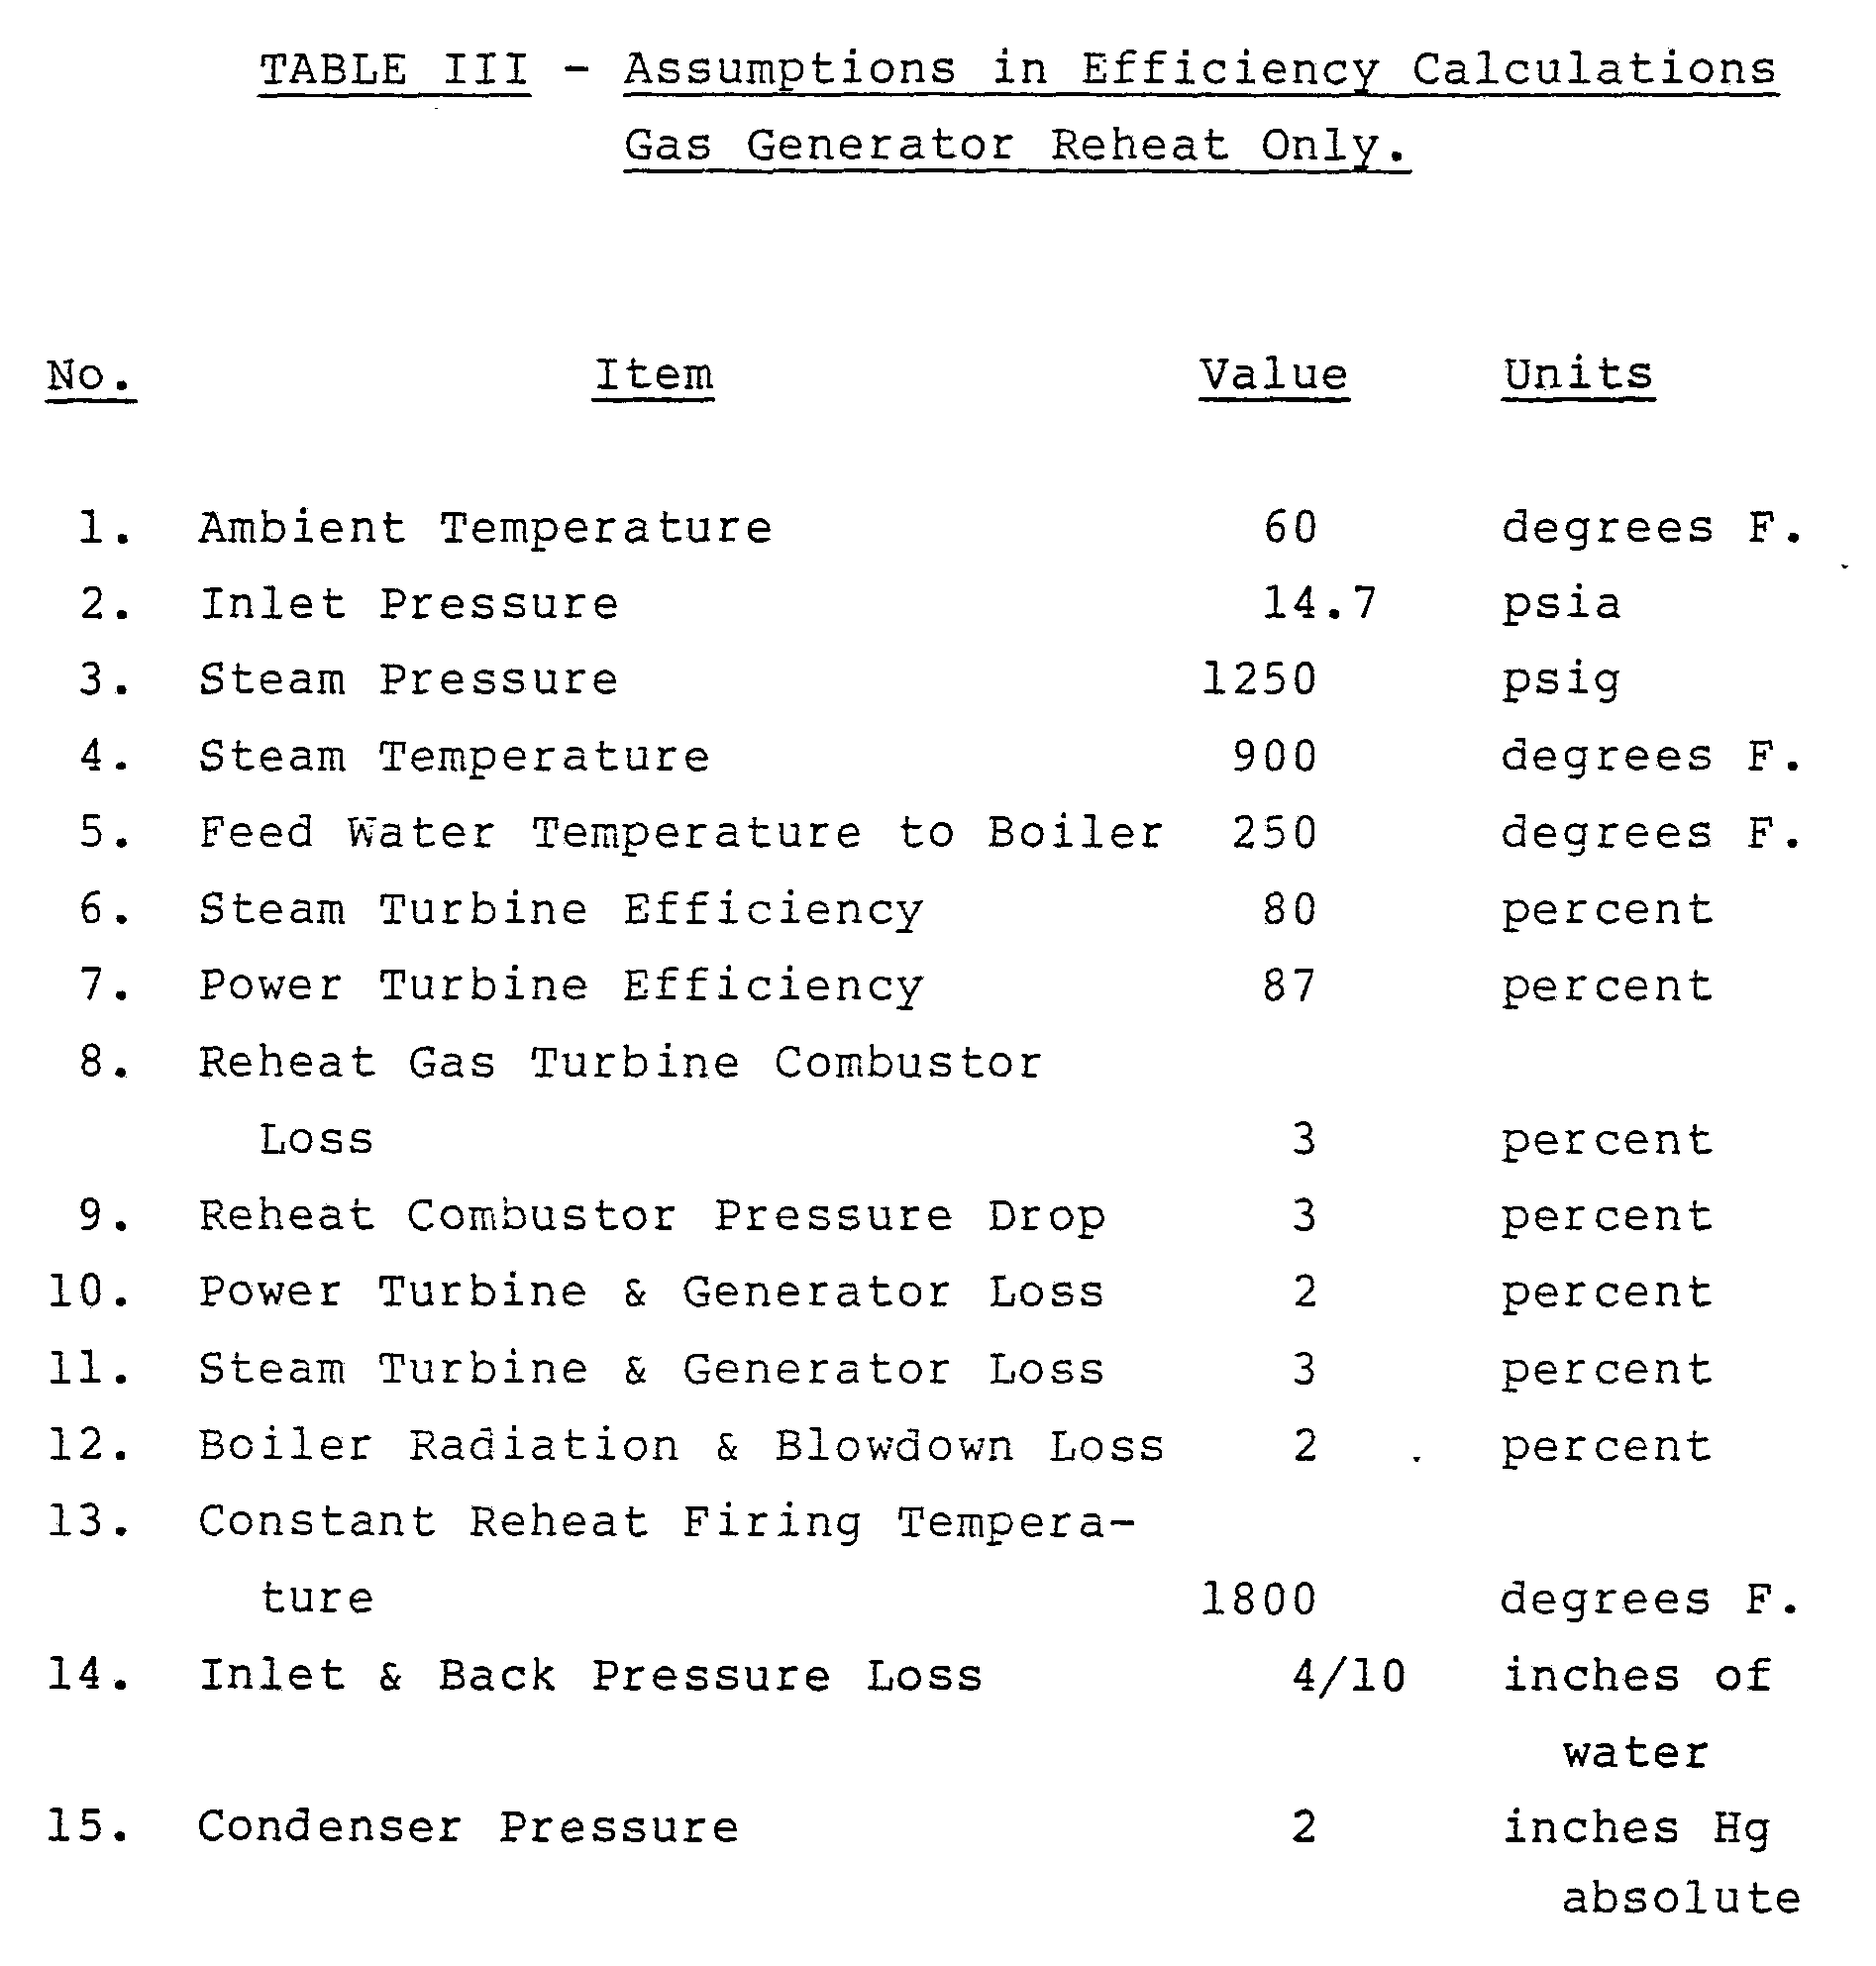 TABLE III - Assumptions in Efficiency Calculations
Gas Generator Reheat Only.
No. Item Value Units
1. Ambient Temperature 60 degrees F.
2. Inlet Pressure 14.7 psia
3. Steam Pressure 1250 psig
4. Steam Temperature 900 degrees F.
5. Feed Water Temperature to Boiler 250 degrees F.
6. Steam Turbine Efficiency 80 percent
7. Power Turbine Efficiency 87 percent
8. Reheat Gas Turbine Combustor
Loss 3 percent
9. Reheat Combustor Pressure Drop 3 percent
10. Power Turbine & Generator Loss 2 percent
11. Steam Turbine & Generator Loss 3 percent
12. Boiler Radiation & Blowdown Loss 2 percent
13. Constant Reheat Firing Tempera-
ture 1800 degrees F.
14. Inlet & Back Pressure Loss 4/10 inches of
water
15. Condenser Pressure 2 inches Hg
absolute